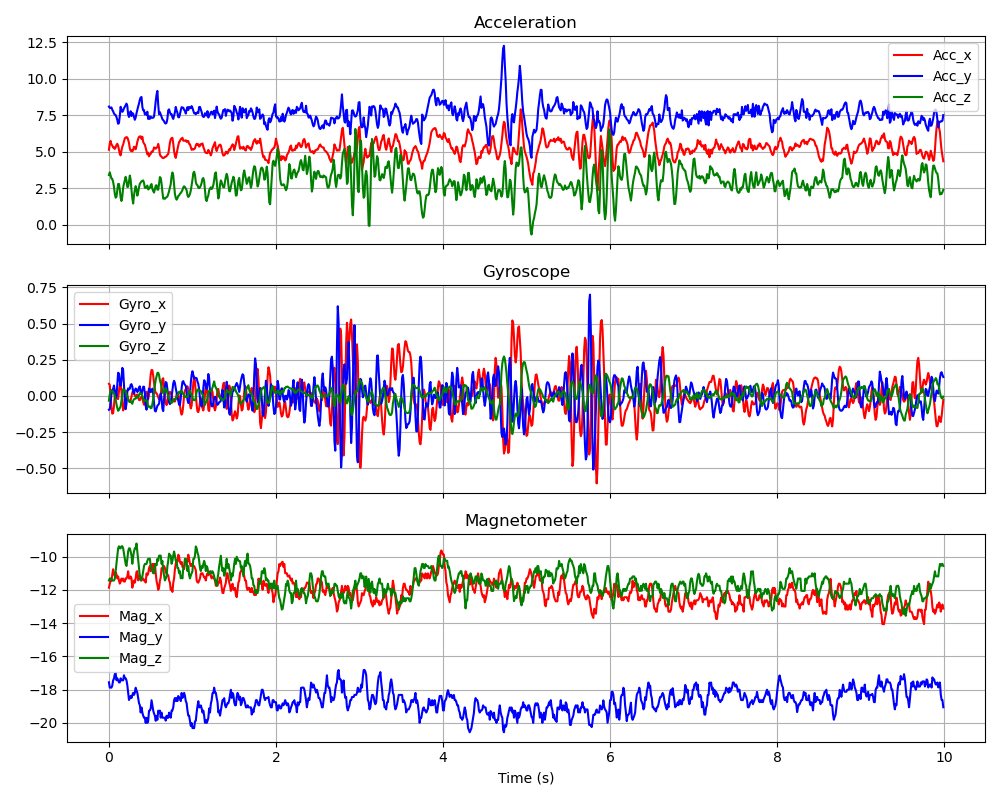 Acceleration
12.5
10.0
7.5
5.0
2.5
0.0
Acc_x
Acc_y
Acc_z
Gyroscope
0.75
0.50
0.25
0.00
−0.25
−0.50
Gyro_x
Gyro_y
Gyro_z
Magnetometer
−10
−12
−14
−16
−18
−20
Mag_x
Mag_y
Mag_z
0 2 4 6 8 10
Time (s)